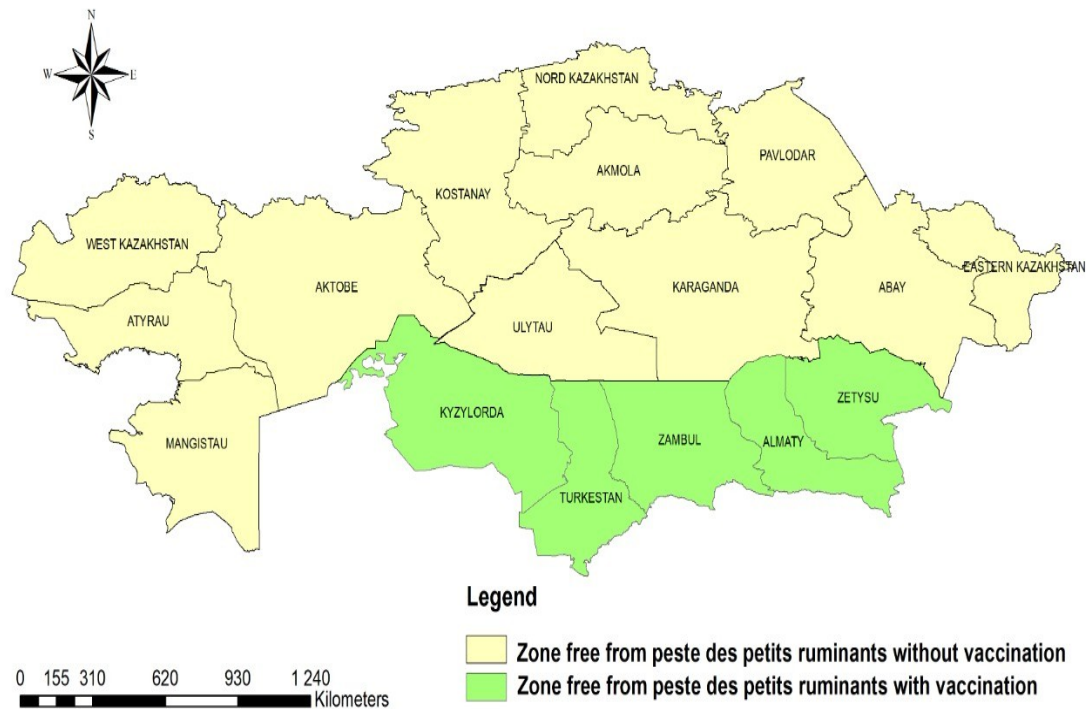 N
W E
S
NORD KAZAKHSTAN
PAVLODAR
AKMOLA
KOSTANAY
WEST KAZAKHSTAN
EASTERN KAZAKHSTAN
AKTOBE
KARAGANDA
ABAY
ATYRAU
ULYTAU
ZETYSU
KYZYLORDA
MANGISTAU
ZAMBUL
ALMATY
TURKESTAN
Legend
Zone free from peste des petits ruminants without vaccination
Zone free from peste des petits ruminants with vaccination
0 155 310 620 930 1 240
Kilometers